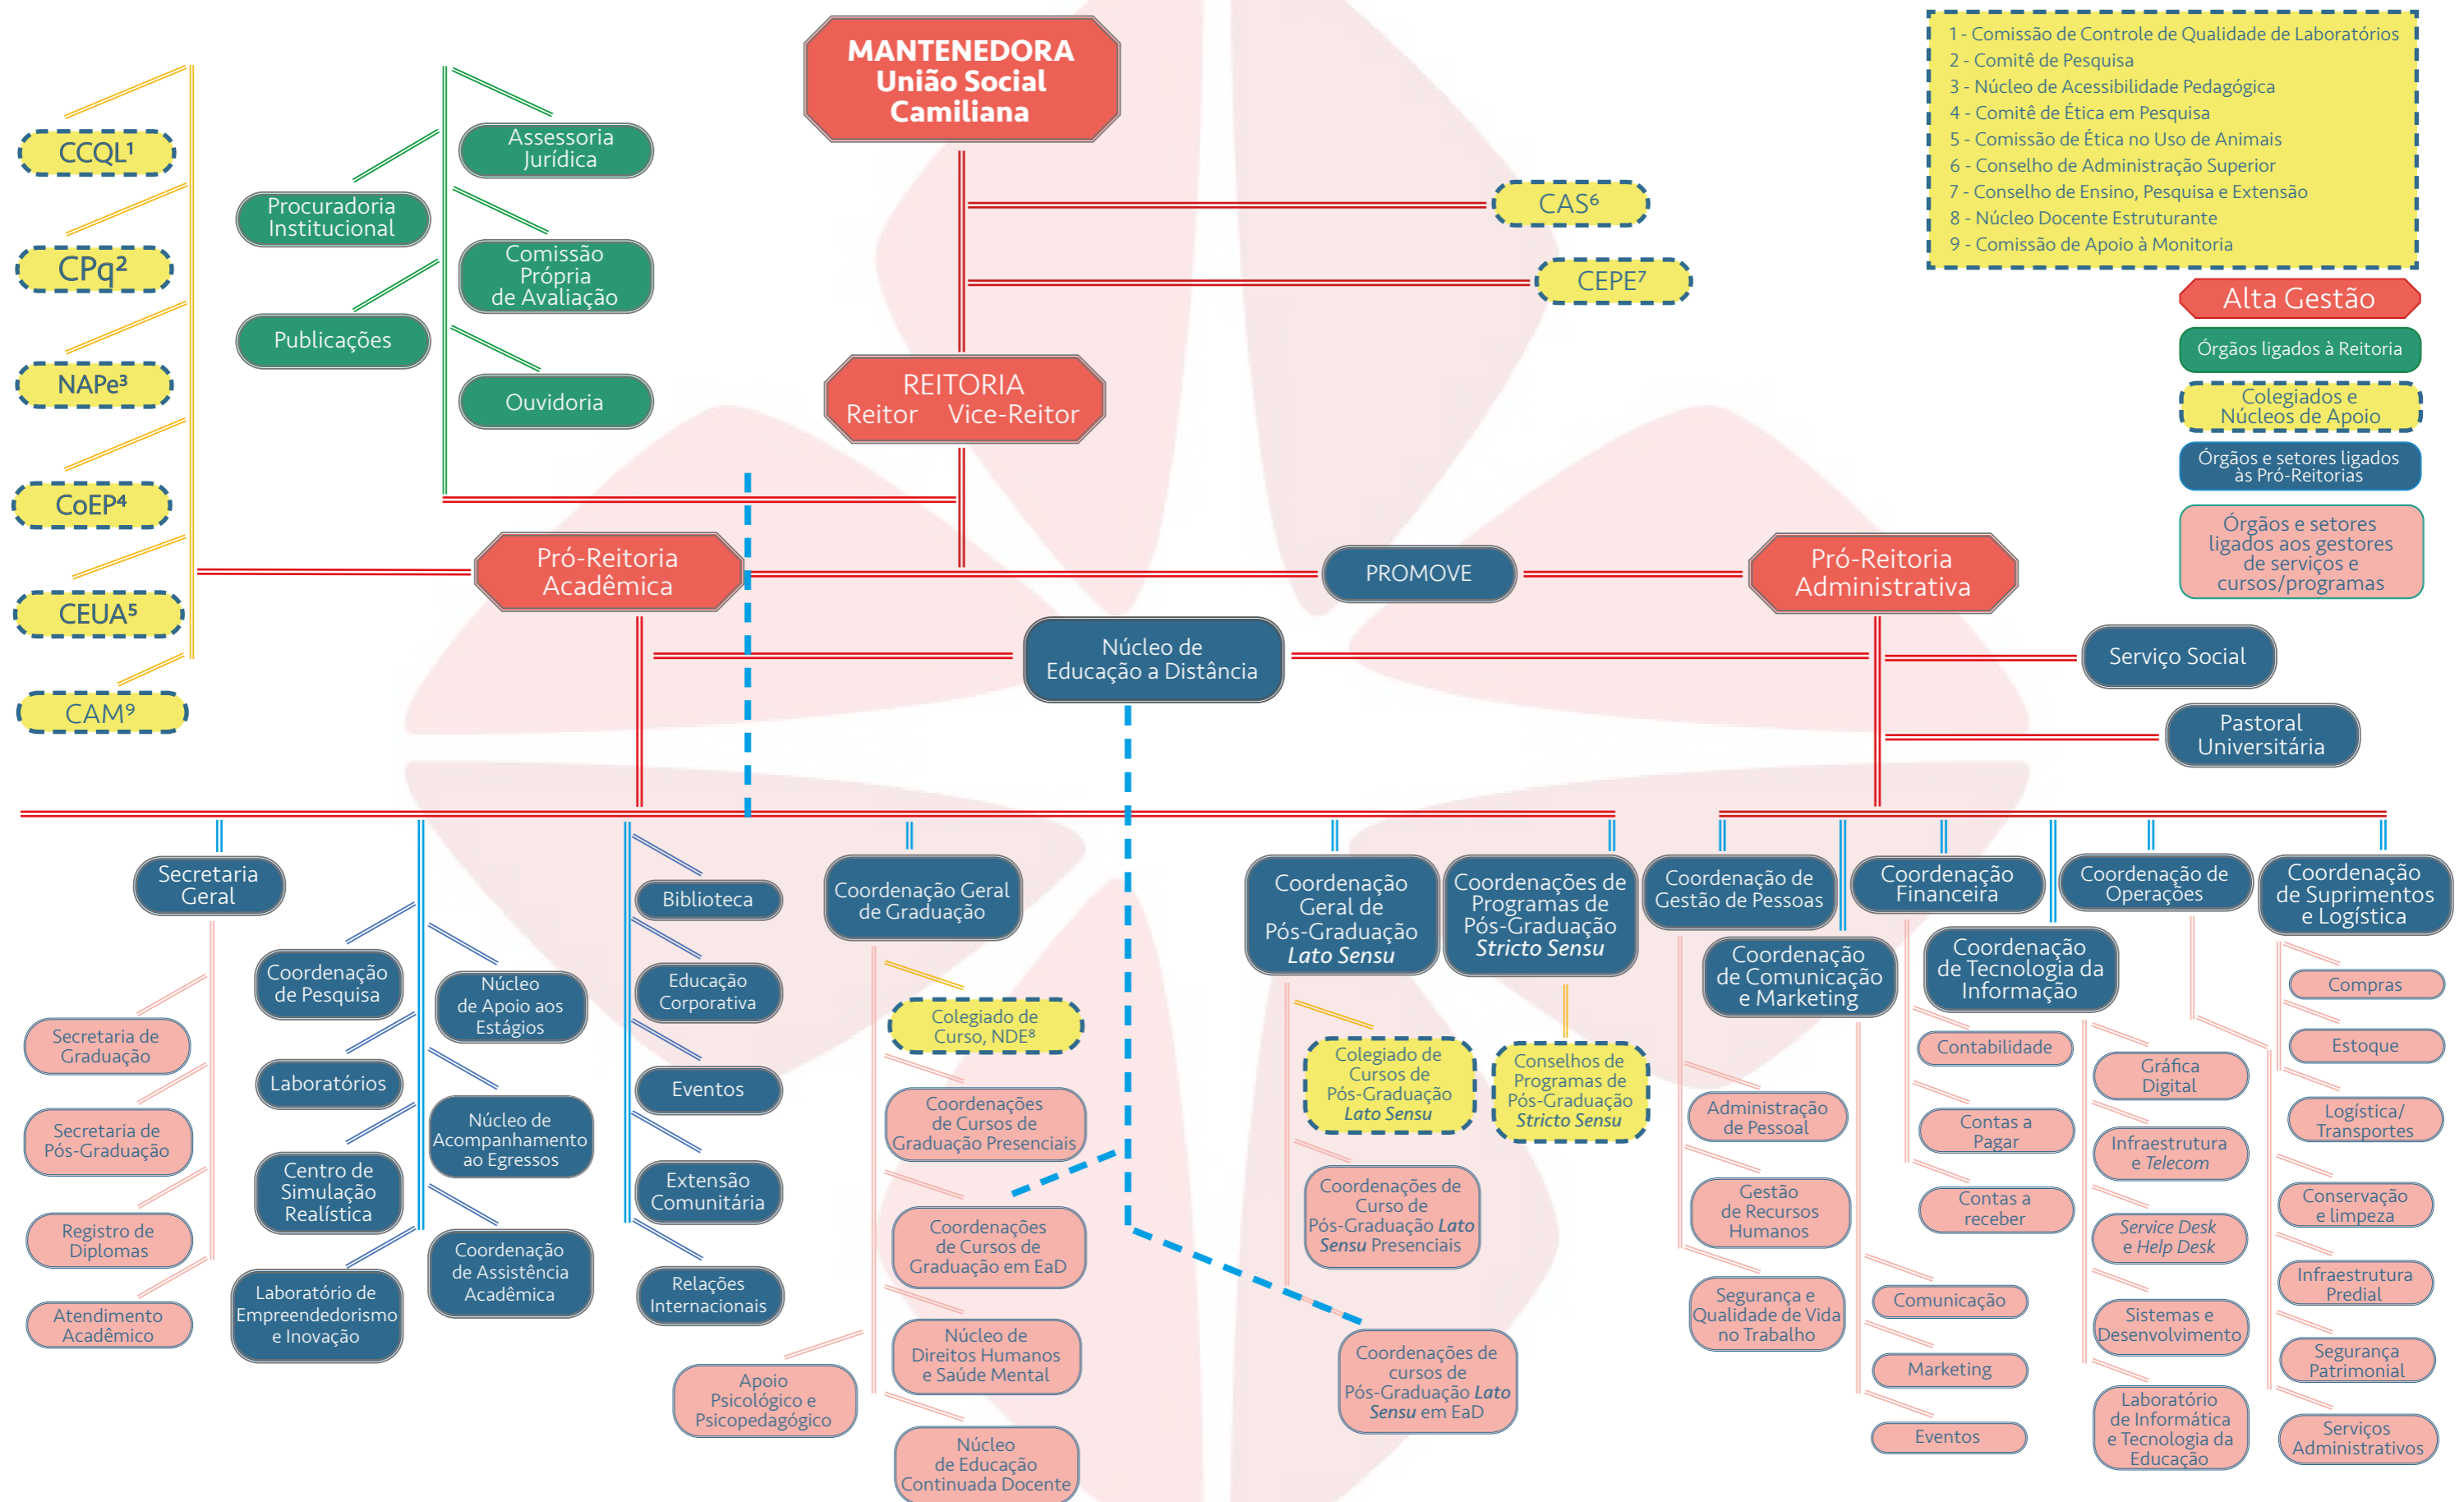 MANTENEDORA
União Social
Camiliana
1 - Comissão de Controle de Qualidade de Laboratórios
2 - Comitê de Pesquisa
3 - Núcleo de Acessibilidade Pedagógica
4 - Comitê de Ética em Pesquisa
5 - Comissão de Ética no Uso de Animais
6 - Conselho de Administração Superior
7 - Conselho de Ensino, Pesquisa e Extensão
8 - Núcleo Docente Estruturante
9 - Comissão de Apoio à Monitoria
Alta Gestão
Órgãos ligados à Reitoria
Colegiados e
Núcleos de Apoio
Órgãos e setores ligados
às Pró-Reitorias
Órgãos e setores
ligados aos gestores
de serviços e
cursos/programas
CCQL¹
CPq²
NAPe³
CoEP⁴
CEUA⁵
CAM⁹
Assessoria
Jurídica
Procuradoria
Institucional
Comissão
Própria
de Avaliação
Publicações
Ouvidoria
CAS⁶
CEPE⁷
REITORIA
Reitor Vice-Reitor
Pró-Reitoria
Acadêmica
PROMOVE
Pró-Reitoria
Administrativa
Núcleo de
Educação a Distância
Serviço Social
Pastoral
Universitária
Secretaria
Geral
Secretaria de
Graduação
Secretaria de
Pós-Graduação
Registro de
Diplomas
Atendimento
Acadêmico
Coordenação
de Pesquisa
Núcleo
de Apoio aos
Estágios
Laboratórios
Núcleo de
Acompanhamento
ao Egressos
Centro de
Simulação
Realística
Coordenação
de Assistência
Acadêmica
Laboratório de
Empreendedorismo
e Inovação
Biblioteca
Educação
Corporativa
Eventos
Extensão
Comunitária
Relações
Internacionais
Coordenação Geral
de Graduação
Colegiado de
Curso, NDE⁸
Coordenações
de Cursos de
Graduação Presenciais
Coordenações
de Cursos de
Graduação em EaD
Núcleo de
Direitos Humanos
e Saúde Mental
Apoio
Psicológico e
Psicopedagógico
Núcleo
de Educação
Continuada Docente
Coordenação
Geral de
Pós-Graduação
Lato Sensu
Colegiado de
Cursos de
Pós-Graduação
Lato Sensu
Coordenações de
Curso de
Pós-Graduação Lato
Sensu Presenciais
Coordenações de
cursos de
Pós-Graduação Lato
Sensu em EaD
Coordenações de
Programas de
Pós-Graduação
Stricto Sensu
Conselhos de
Programas de
Pós-Graduação
Stricto Sensu
Coordenação de
Gestão de Pessoas
Administração
de Pessoal
Gestão
de Recursos
Humanos
Segurança e
Qualidade de Vida
no Trabalho
Coordenação
de Comunicação
e Marketing
Comunicação
Marketing
Eventos
Coordenação
Financeira
Contabilidade
Contas a
Pagar
Contas a
receber
Coordenação
de Tecnologia da
Informação
Gráfica
Digital
Infraestrutura
e Telecom
Service Desk
e Help Desk
Sistemas e
Desenvolvimento
Laboratório
de Informática
e Tecnologia da
Educação
Coordenação de
Operações
Conservação
e limpeza
Infraestrutura
Predial
Segurança
Patrimonial
Serviços
Administrativos
Coordenação
de Suprimentos
e Logística
Compras
Estoque
Logística/
Transportes